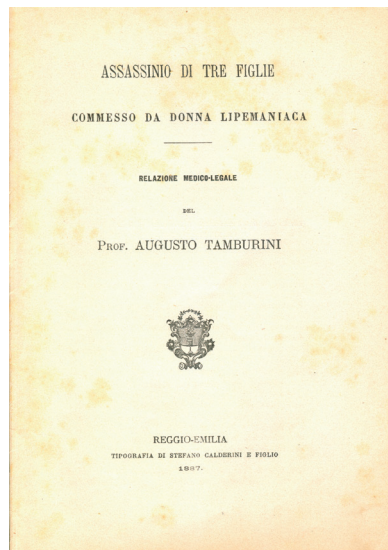 ASSASSINIO DI TRE FIGLIE
COMMESSO DA DONNA LIPEMANIACA
RELAZIONE MEDICO-LEGALE
DEL
PROF. AUGUSTO TAMBURINI
REGGIO-EMILIA
TIPOGRAFIA DI STEFANO CALDERINI E FIGLIO
1887.